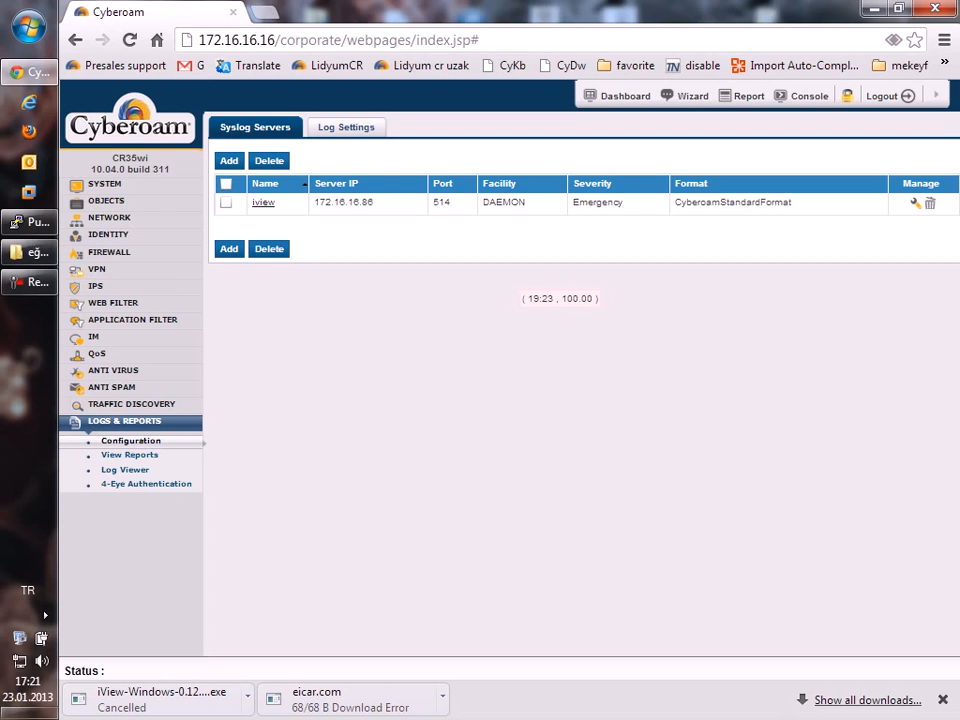 Cyberoam
172.16.16.16/corporate/webpages/index.jsp#
Presales support G Translate LidyumCR Lidyum cr uzak CyKb CyDw favorite disable Import Auto-Compl... mekeyf »
Cy...
Pu...
eğ...
Re...
TR
17:21
23.01.2013
Cyberoam
CR35wi
10.04.0 build 311
Dashboard Wizard Report Console Logout
SYSTEM
OBJECTS
NETWORK
IDENTITY
FIREWALL
VPN
IPS
WEB FILTER
APPLICATION FILTER
IM
QoS
ANTI VIRUS
ANTI SPAM
TRAFFIC DISCOVERY
LOGS & REPORTS
Configuration
View Reports
Log Viewer
4-Eye Authentication
Syslog Servers Log Settings
Add Delete
Name Server IP Port Facility Severity Format Manage
iview 172.16.16.86 514 DAEMON Emergency CyberoamStandardFormat
Add Delete
( 19:23 , 100.00 )
Status :
iView-Windows-0.12....exe
Cancelled
eicar.com
68/68 B Download Error
Show all downloads...